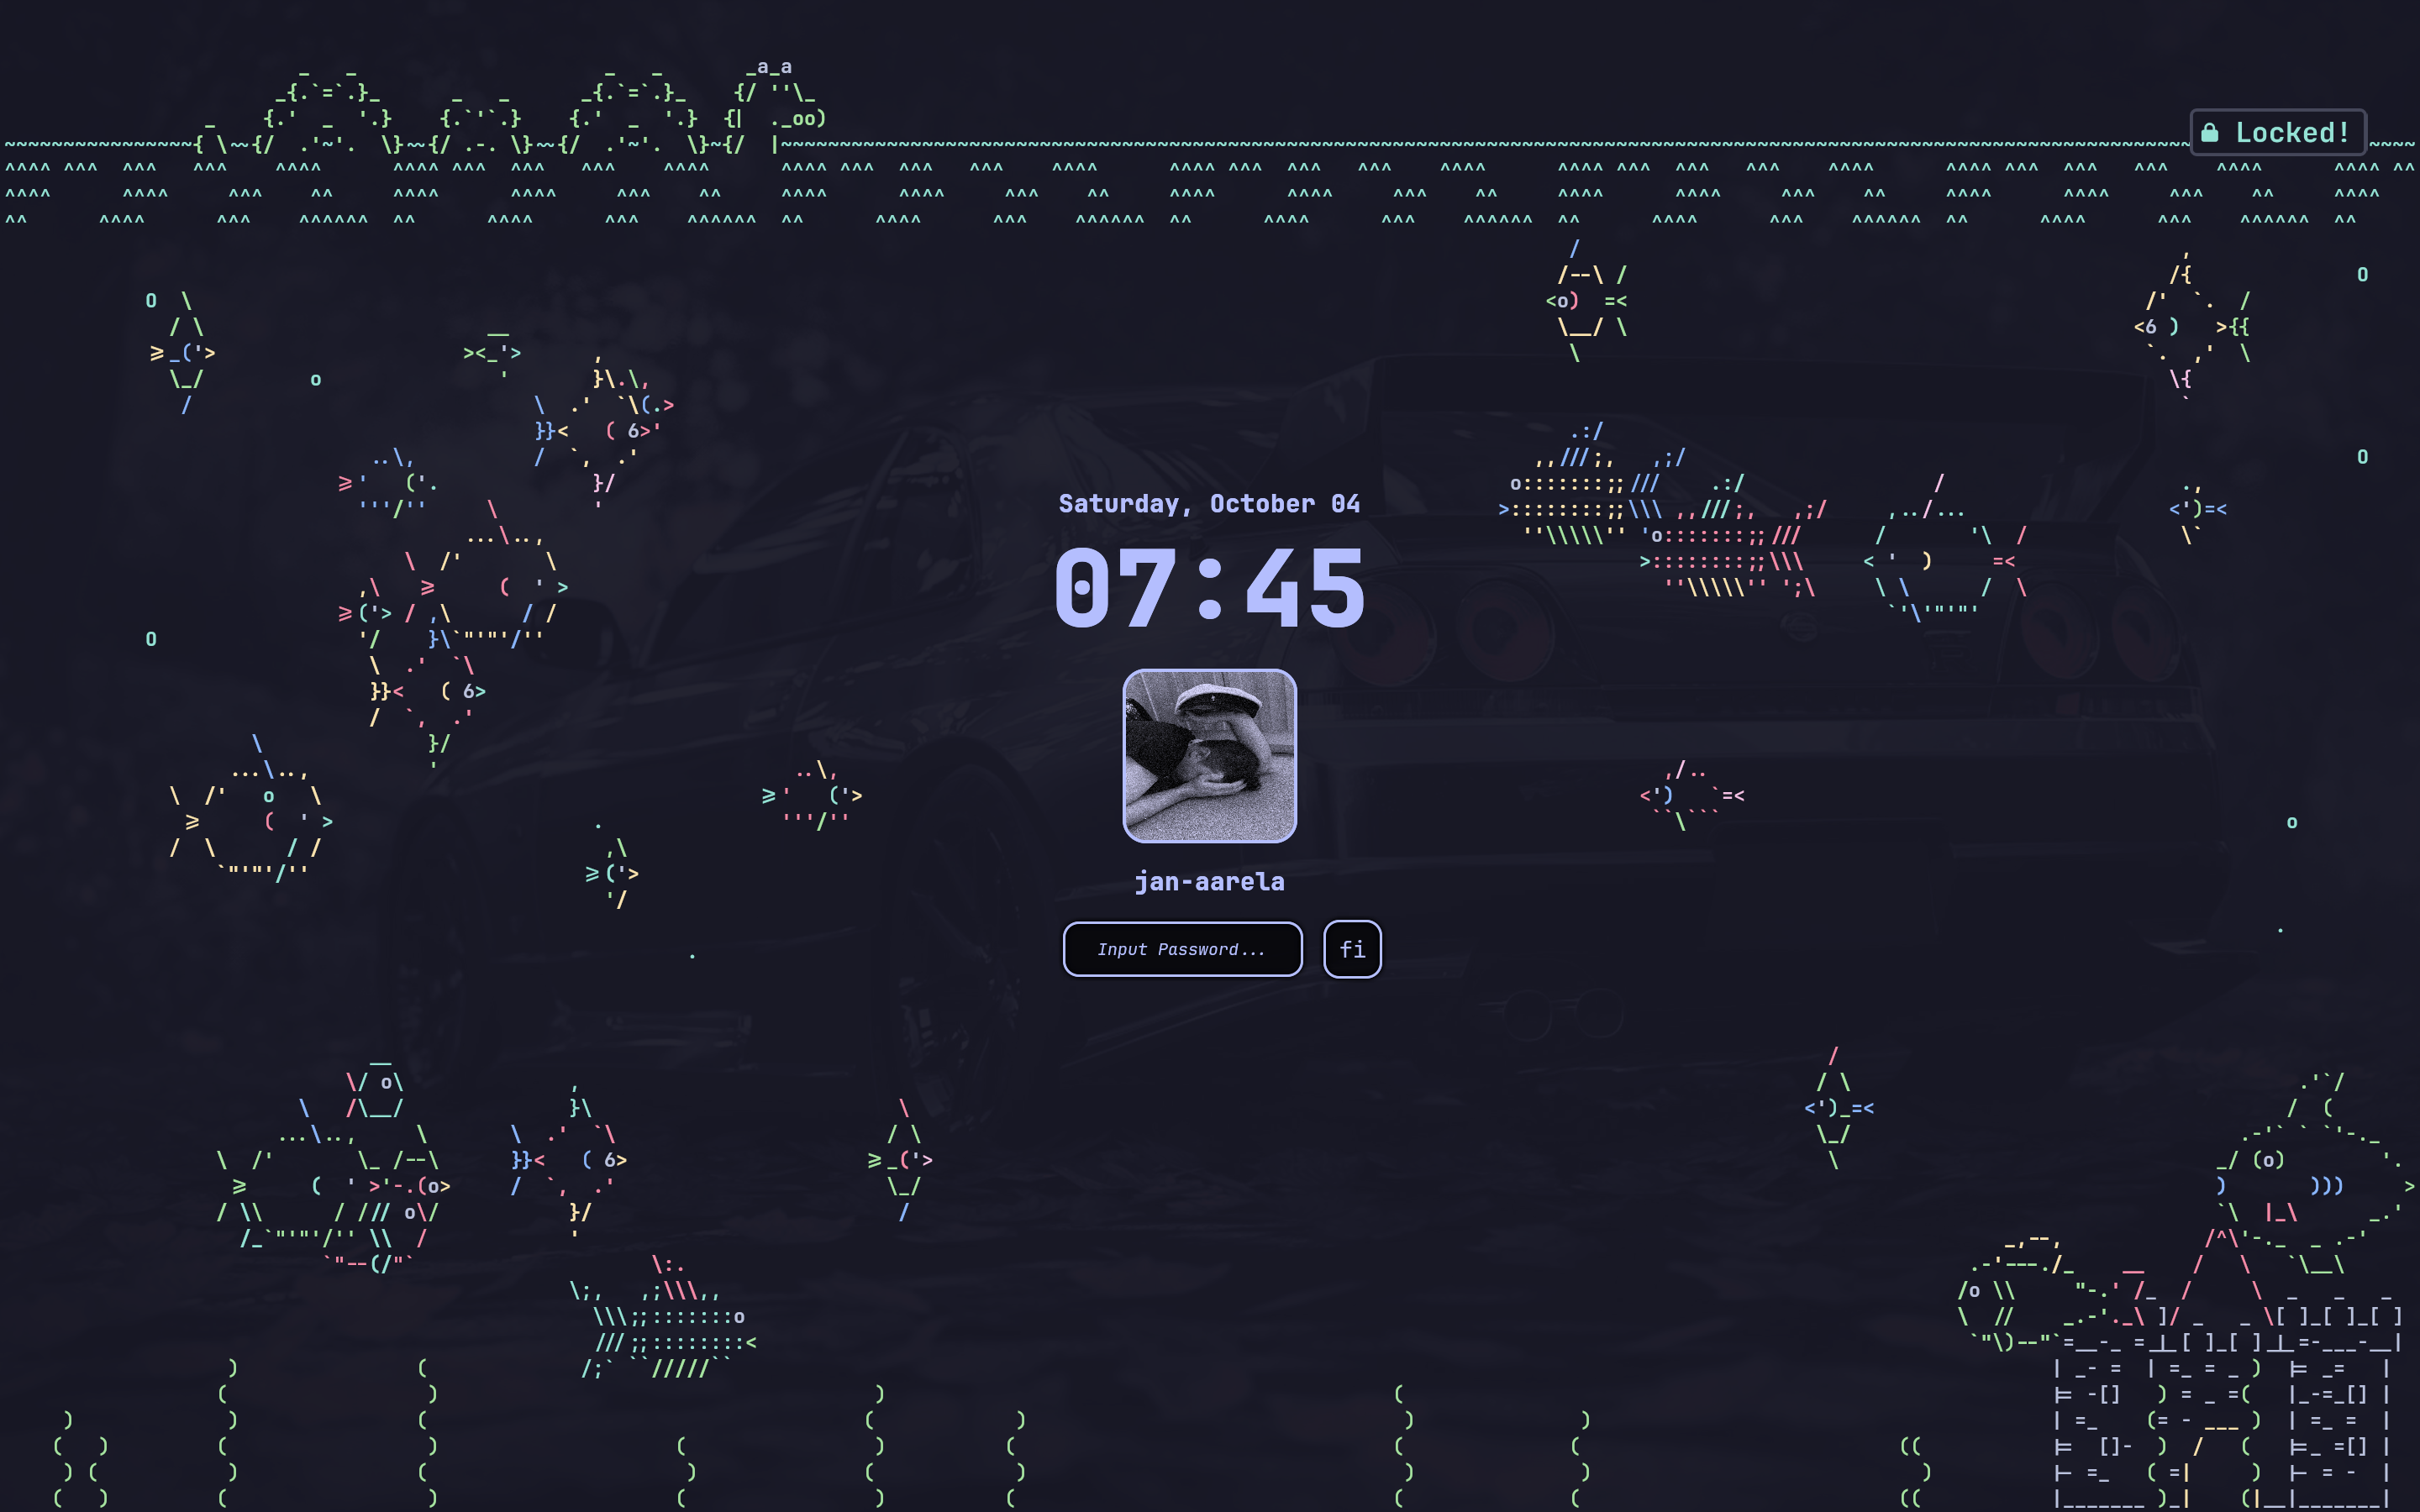 Locked!
Saturday, October 04
07:45
jan-aarela
Input Password...
fi